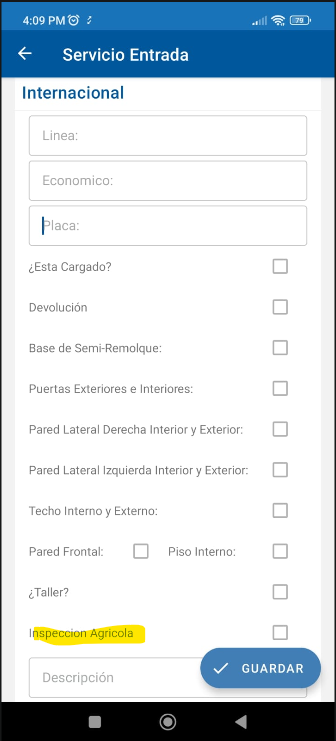 4:09 PM
79
Servicio Entrada
Internacional
Linea:
Economico:
Placa:
¿Esta Cargado?
Devolución
Base de Semi-Remolque:
Puertas Exteriores e Interiores:
Pared Lateral Derecha Interior y Exterior:
Pared Lateral Izquierda Interior y Exterior:
Techo Interno y Externo:
Pared Frontal: Piso Interno:
¿Taller?
Inspeccion Agricola
GUARDAR
Descripción